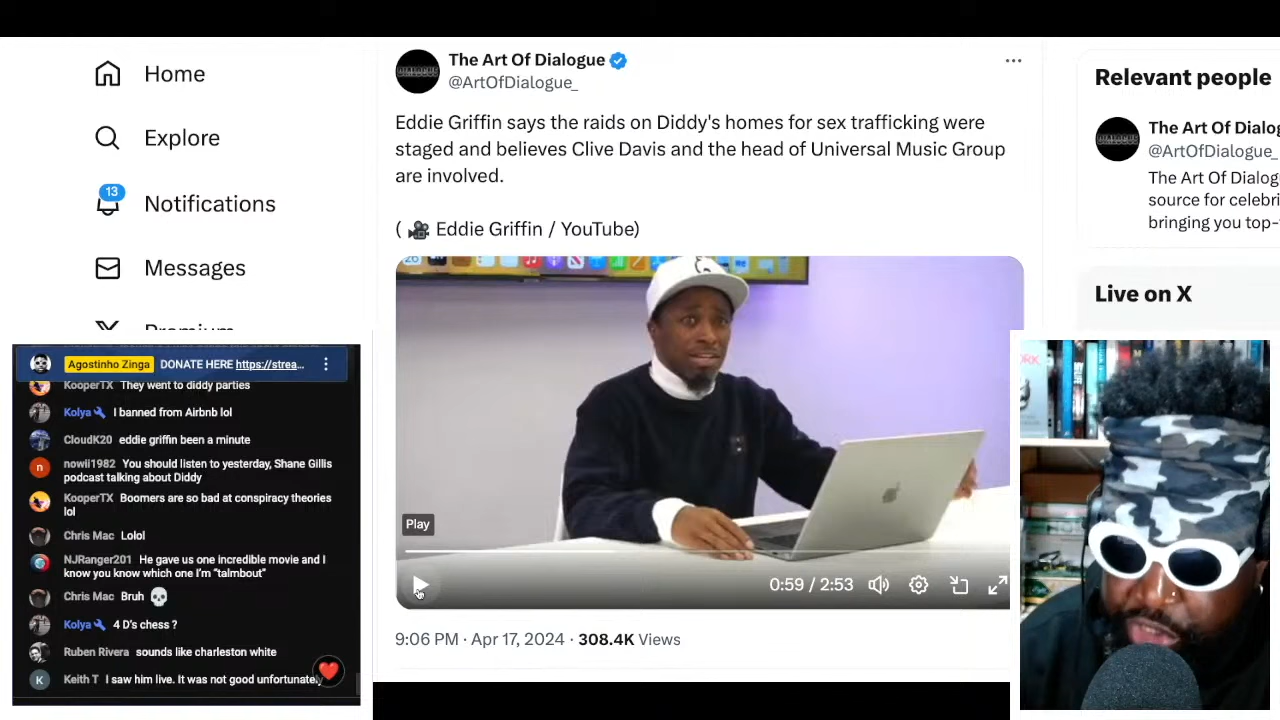 Home
Explore
13
Notifications
Messages
Premium
The Art Of Dialogue
@ArtOfDialogue_
Eddie Griffin says the raids on Diddy's homes for sex trafficking were
staged and believes Clive Davis and the head of Universal Music Group
are involved.
( 🎥 Eddie Griffin / YouTube)
Play
0:59 / 2:53
9:06 PM · Apr 17, 2024 · 308.4K Views
Relevant people
The Art Of Dialog
@ArtOfDialogue_
The Art Of Dialog
source for celebri
bringing you top-
Live on X
Agostinho Zinga DONATE HERE https://strea...
KooperTX They went to diddy parties
Kolya I banned from Airbnb lol
CloudK20 eddie griffin been a minute
n
nowii1982 You should listen to yesterday, Shane Gillis
podcast talking about Diddy
KooperTX Boomers are so bad at conspiracy theories
lol
Chris Mac Lolol
NJRanger201 He gave us one incredible movie and I
know you know which one I'm "talmbout"
Chris Mac Bruh 💀
Kolya 4 D's chess ?
Ruben Rivera sounds like charleston white
K
Keith T I saw him live. It was not good unfortunately